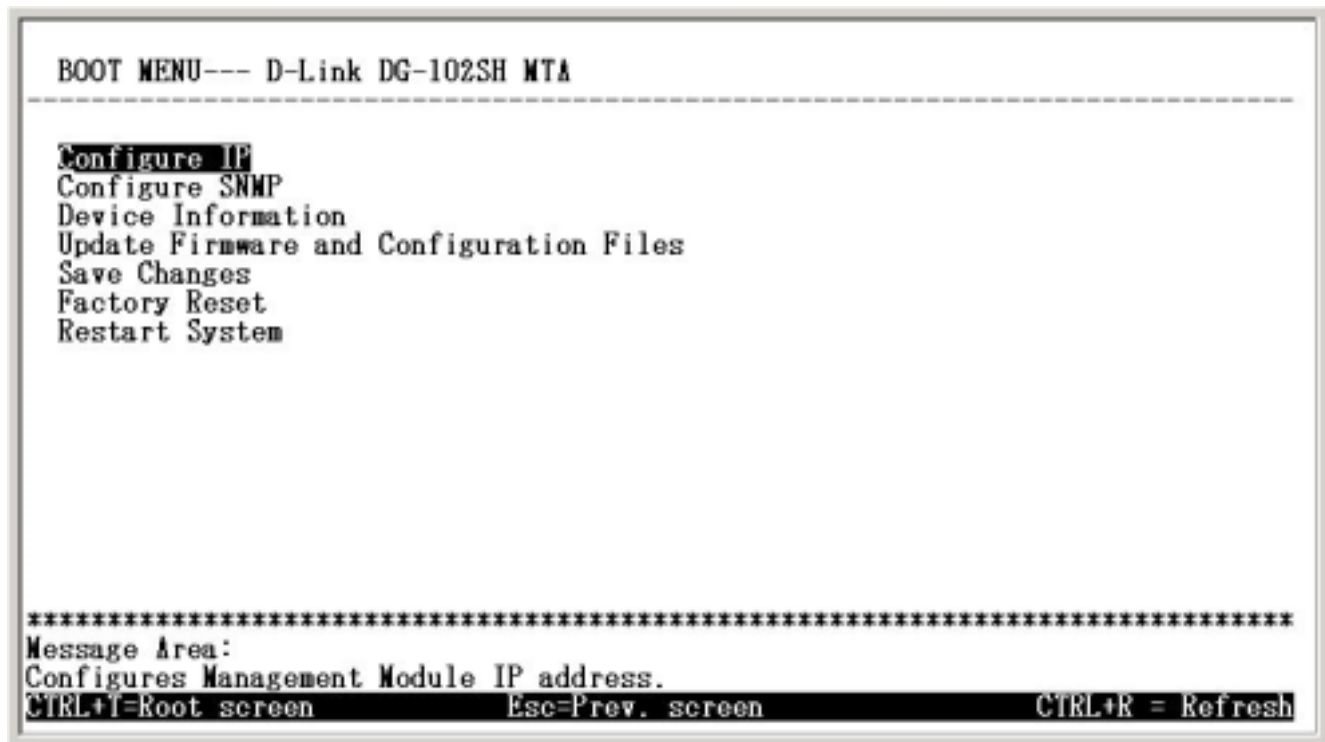 BOOT MENU--- D-Link DG-102SH MTA
--------------------------------------------------------------------------------
Configure IP
Configure SNMP
Device Information
Update Firmware and Configuration Files
Save Changes
Factory Reset
Restart System
********************************************************************************
Message Area:
Configures Management Module IP address.
CTRL+T=Root screen Esc=Prev. screen CTRL+R = Refresh